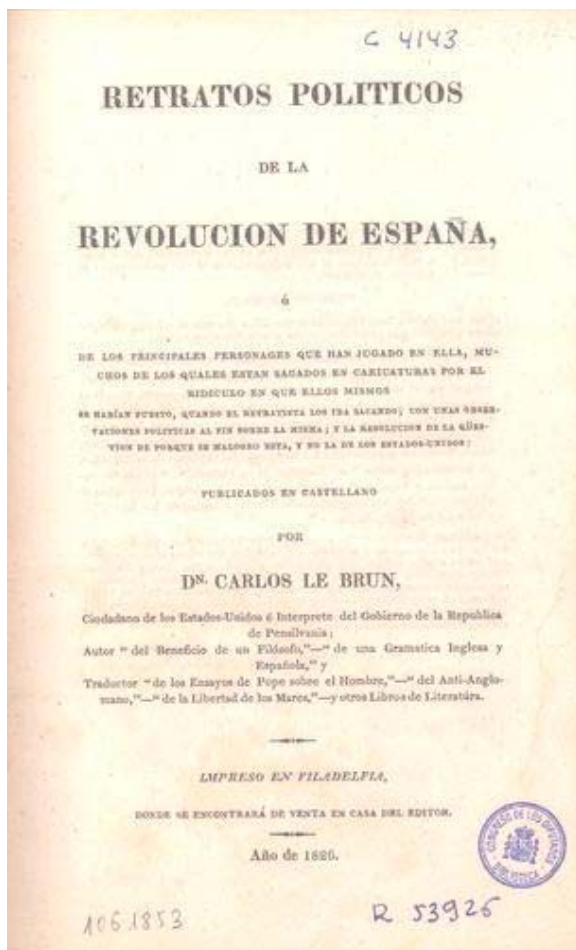 C 4143
RETRATOS POLITICOS
DE LA
REVOLUCION DE ESPAÑA,
ó
DE LOS PRINCIPALES PERSONAGES QUE HAN JUGADO EN ELLA, MU-
CHOS DE LOS QUALES ESTAN SACADOS EN CARICATURAS POR EL
RIDICULO EN QUE ELLOS MISMOS
SE HABÍAN PUESTO, QUANDO EL RETRATISTA LOS IBA SACANDO; CON UNAS OBSER-
VACIONES POLITICAS AL FIN SOBRE LA MISMA; Y LA RESOLUCION DE LA QÜES-
TION DE PORQUE SE MALOGRO ESTA, Y NO LA DE LOS ESTADOS-UNIDOS:
PUBLICADOS EN CASTELLANO
POR
DN. CARLOS LE BRUN,
Ciudadano de los Estados-Unidos é Interprete del Gobierno de la Republica
de Pensilvania;
Autor "del Beneficio de un Filósofo,"—"de una Gramatica Inglesa y
Española," y
Traductor "de los Ensayos de Pope sobre el Hombre,"—"del Anti-Anglo-
mano,"—"de la Libertad de los Mares,"—y otros Libros de Literatúra.
IMPRESO EN FILADELFIA,
DONDE SE ENCONTRARÁ DE VENTA EN CASA DEL EDITOR.
Año de 1826.
CONGRESO DE LOS DIPUTADOS
BIBLIOTECA
1061853
R 53926